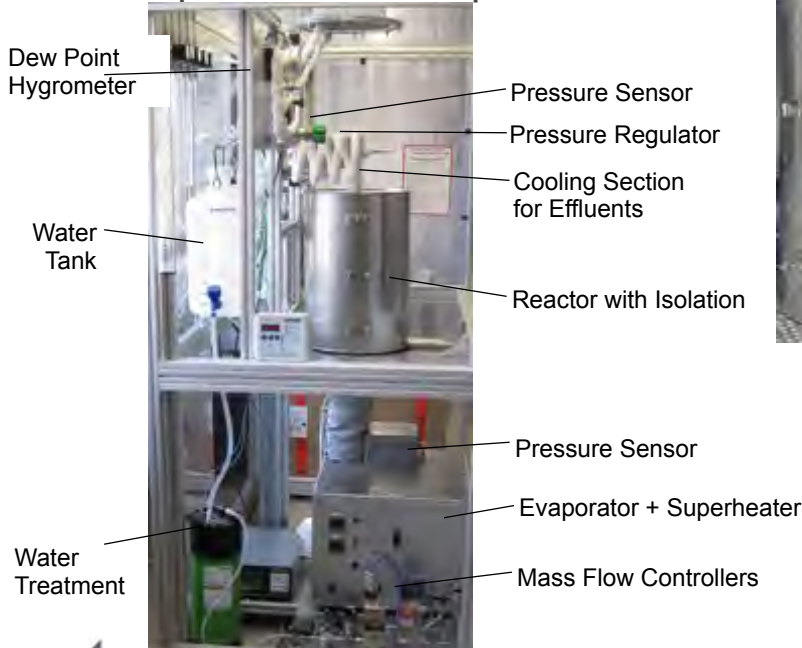 Dew Point
Hygrometer
Pressure Sensor
Pressure Regulator
Cooling Section
for Effluents
Water
Tank
Reactor with Isolation
Pressure Sensor
Evaporator + Superheater
Water
Treatment
Mass Flow Controllers